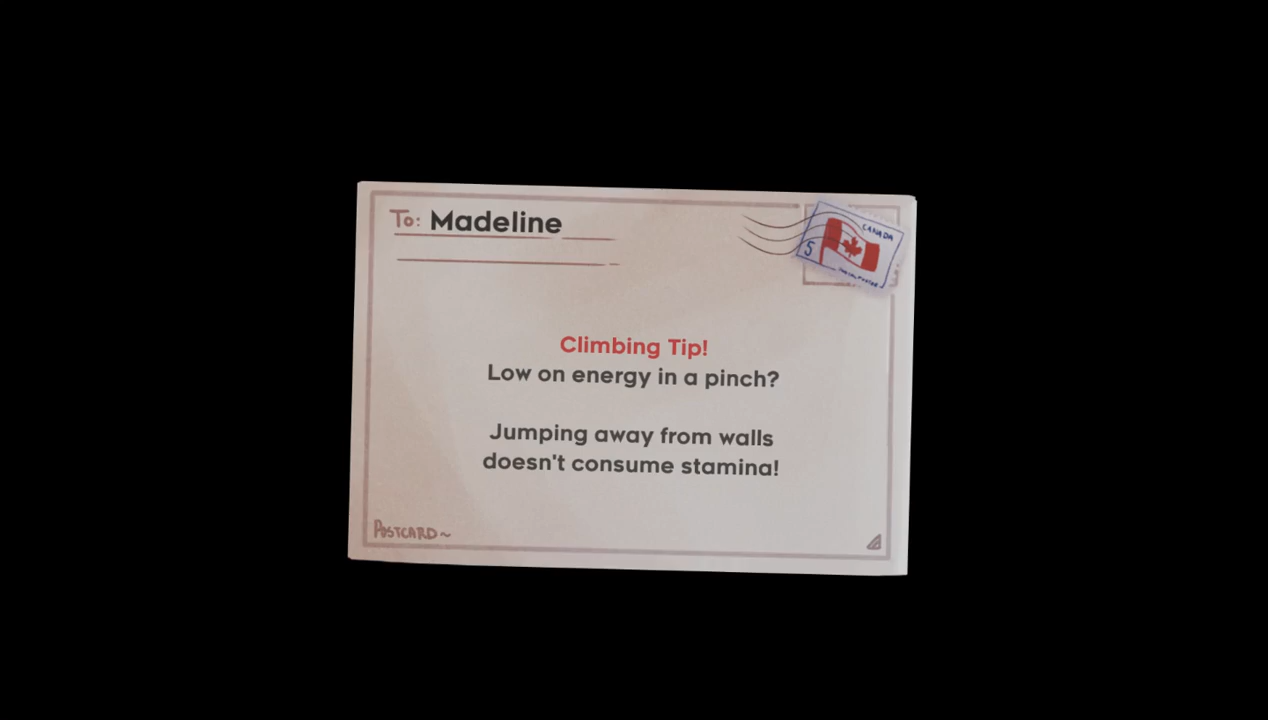 To: Madeline
CANADA
5
Climbing Tip!
Low on energy in a pinch?
Jumping away from walls
doesn't consume stamina!
POSTCARD~